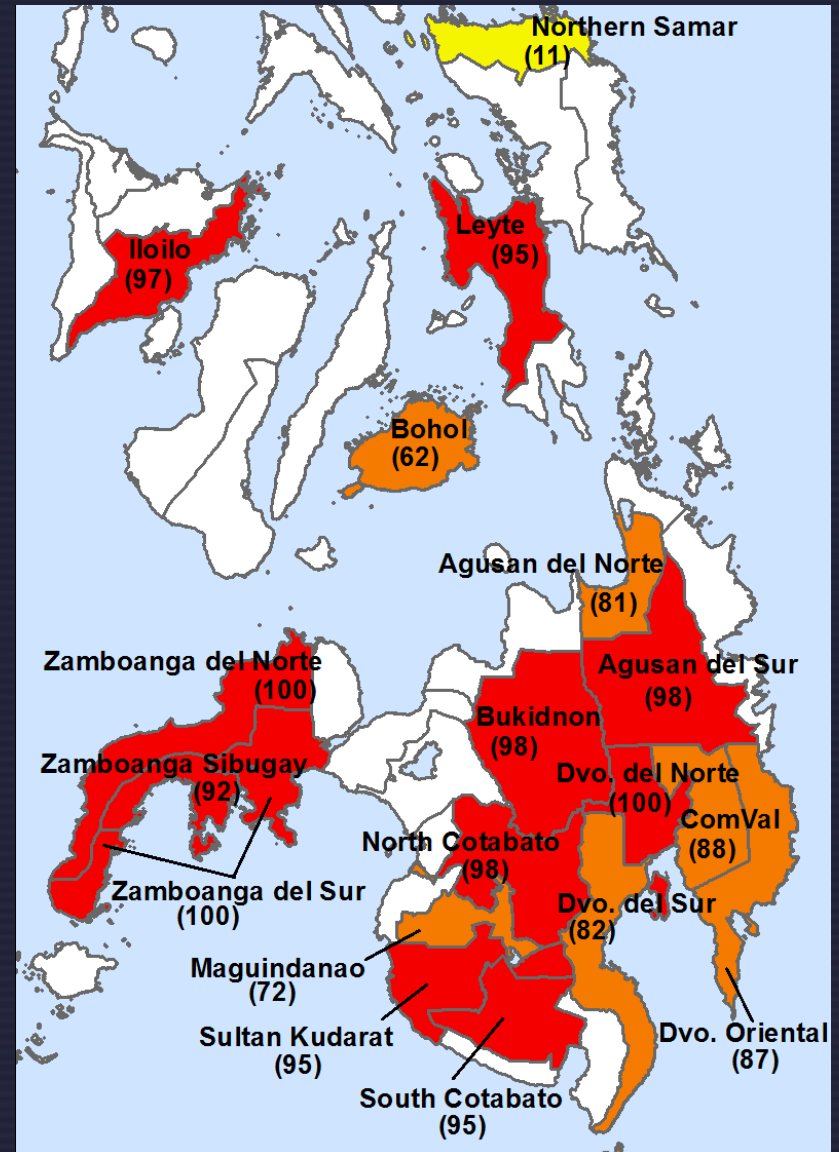 Northern Samar
(11)
Leyte
(95)
Iloilo
(97)
Bohol
(62)
Agusan del Norte
(81)
Zamboanga del Norte
(100)
Agusan del Sur
(98)
Bukidnon
(98)
Zamboanga Sibugay
(92)
Dvo. del Norte
(100)
ComVal
(88)
North Cotabato
(98)
Zamboanga del Sur
(100)
Dvo. del Sur
(82)
Maguindanao
(72)
Sultan Kudarat
(95)
Dvo. Oriental
(87)
South Cotabato
(95)